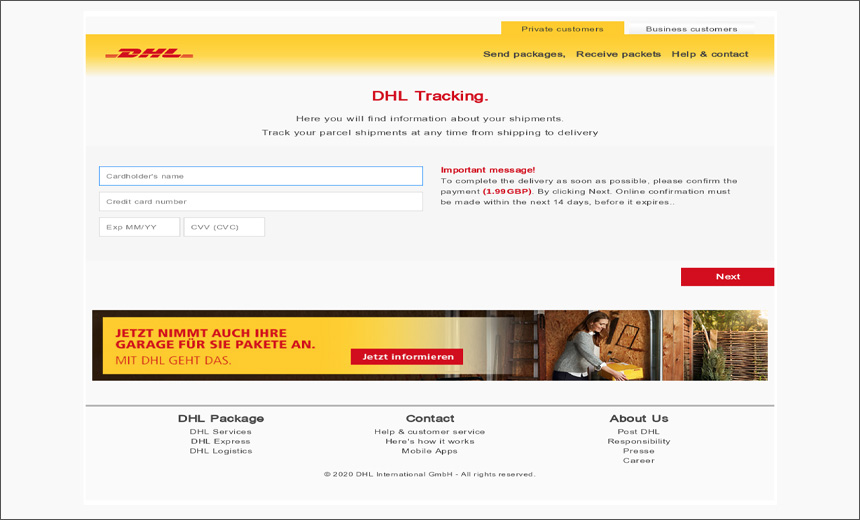 Private customers
Business customers
DHL
Send packages, Receive packets Help & contact
DHL Tracking.
Here you will find information about your shipments.
Track your parcel shipments at any time from shipping to delivery
Cardholder's name
Credit card number
Exp MM/YY
CVV (CVC)
Important message!
To complete the delivery as soon as possible, please confirm the
payment (1.99GBP). By clicking Next. Online confirmation must
be made within the next 14 days, before it expires..
Next
JETZT NIMMT AUCH IHRE
GARAGE FÜR SIE PAKETE AN.
MIT DHL GEHT DAS.
Jetzt informieren
DHL Package
DHL Services
DHL Express
DHL Logistics
Contact
Help & customer service
Here's how it works
Mobile Apps
About Us
Post DHL
Responsibility
Presse
Career
© 2020 DHL International GmbH - All rights reserved.